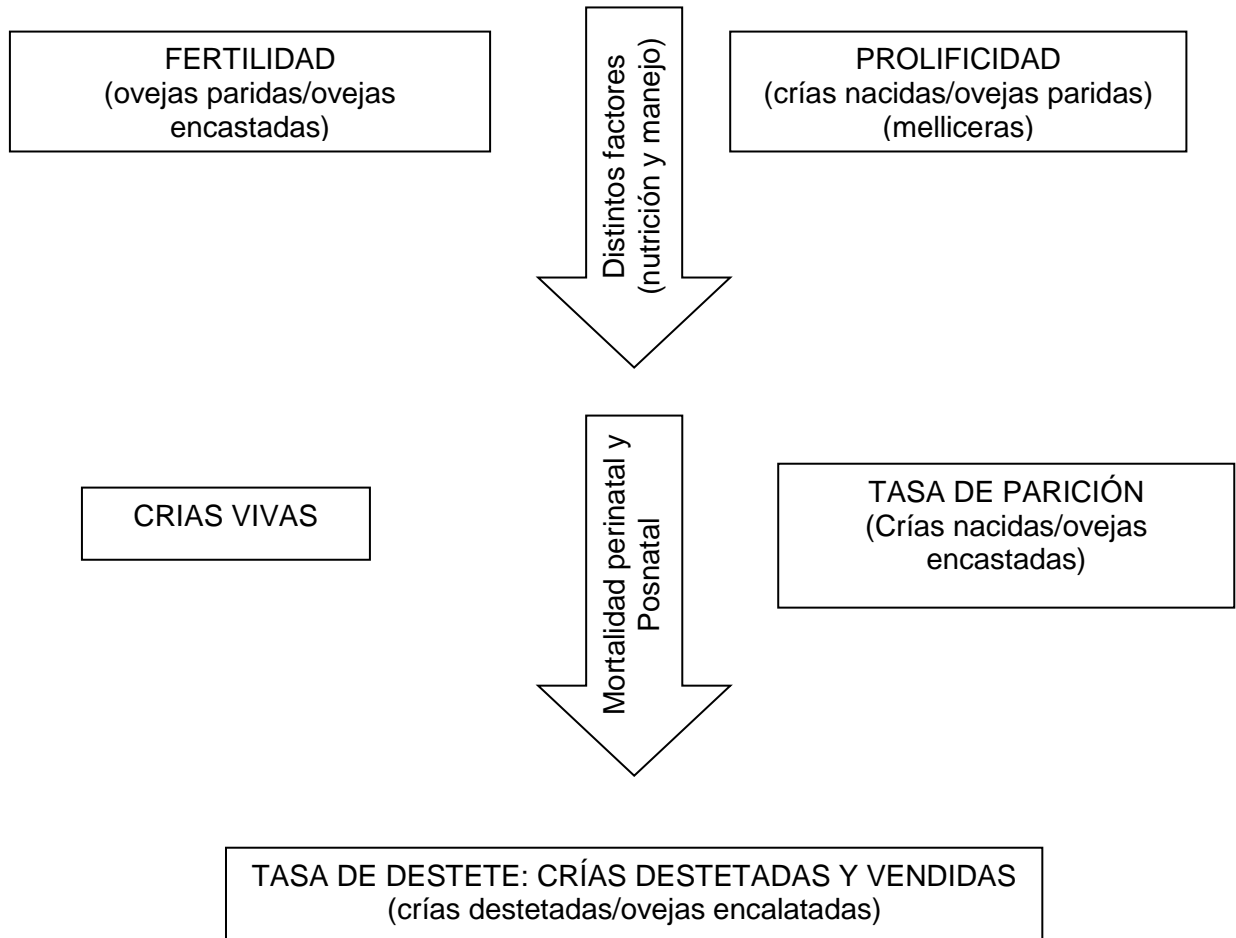 FERTILIDAD
(ovejas paridas/ovejas
encastadas)
Distintos factores
(nutrición y manejo)
PROLIFICIDAD
(crías nacidas/ovejas paridas)
(melliceras)
CRIAS VIVAS
Mortalidad perinatal y
Posnatal
TASA DE PARICIÓN
(Crías nacidas/ovejas
encastadas)
TASA DE DESTETE: CRÍAS DESTETADAS Y VENDIDAS
(crías destetadas/ovejas encalatadas)